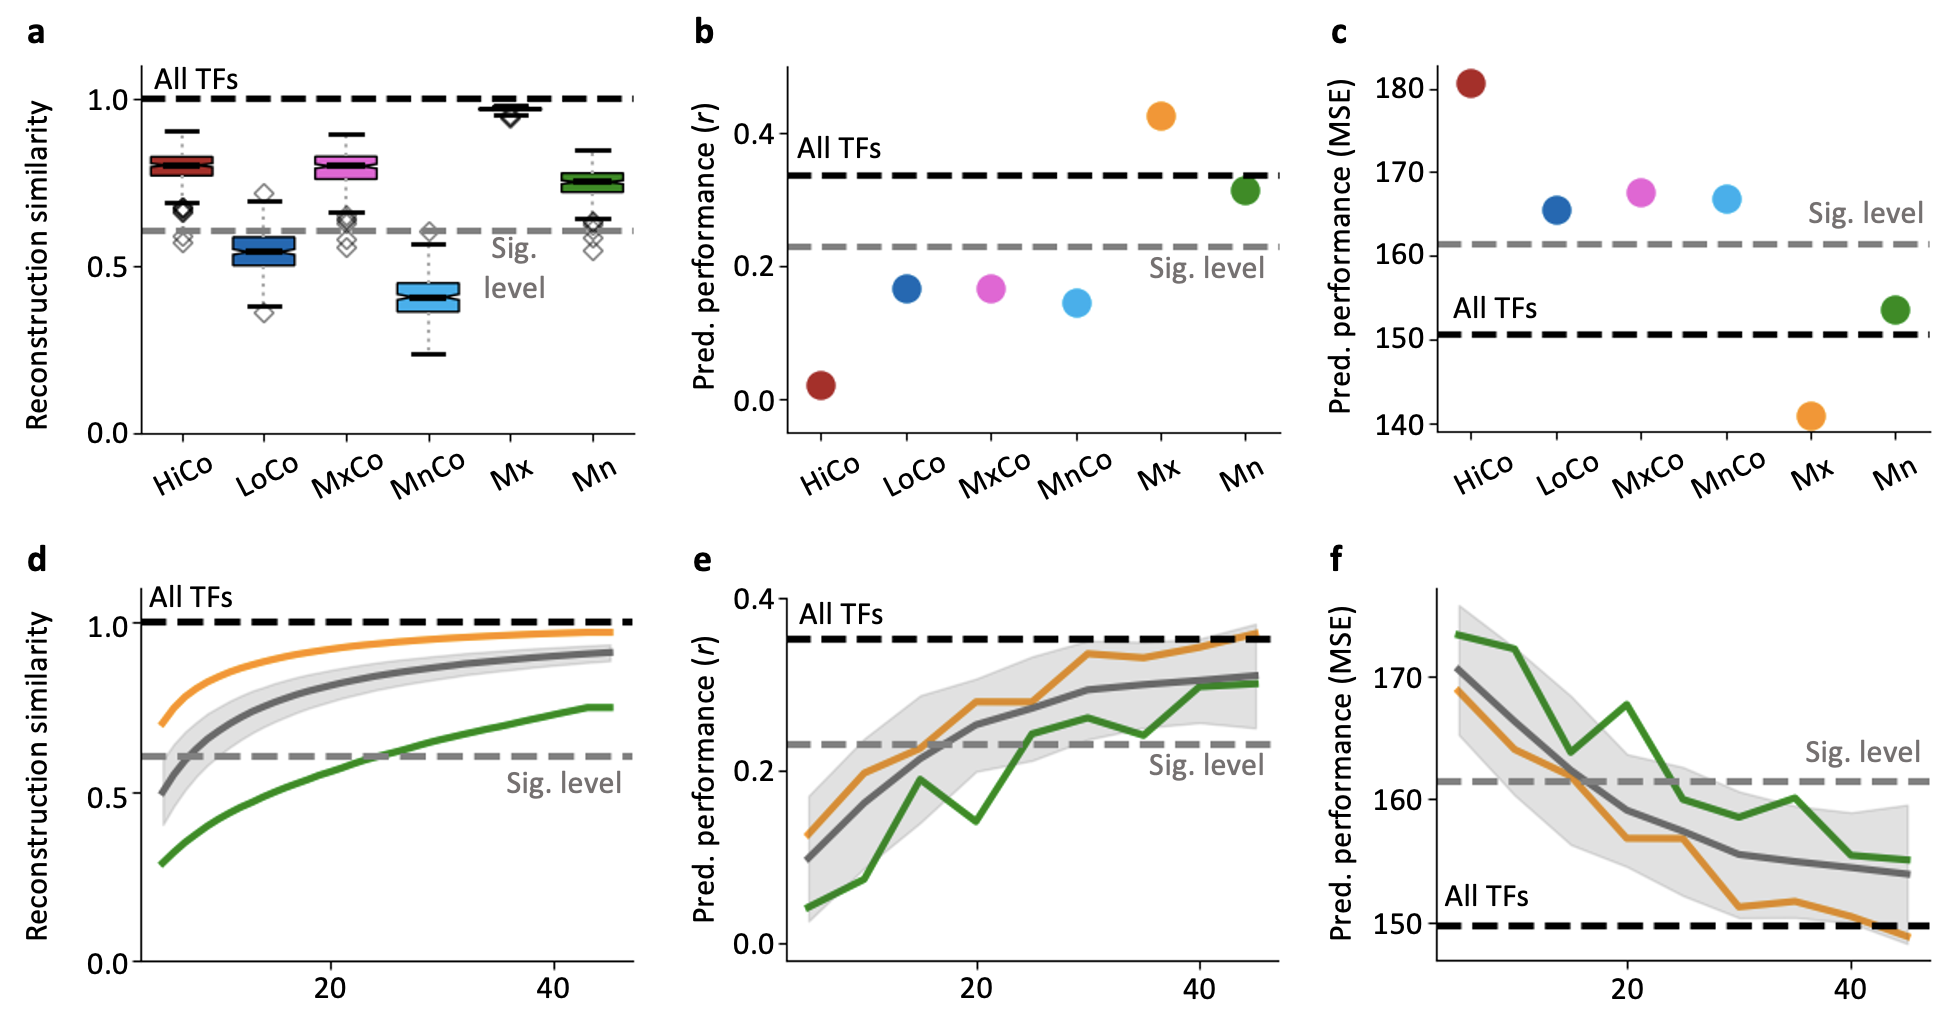 a
Reconstruction similarity
All TFs
1.0
0.5
0.0
Sig.
level
HiCo
LoCo
MxCo
MnCo
Mx
Mn
b
Pred. performance (r)
All TFs
0.4
0.2
0.0
Sig. level
HiCo
LoCo
MxCo
MnCo
Mx
Mn
c
Pred. performance (MSE)
180
170
160
150
140
Sig. level
All TFs
HiCo
LoCo
MxCo
MnCo
Mx
Mn
d
Reconstruction similarity
All TFs
1.0
0.5
0.0
Sig. level
20
40
e
Pred. performance (r)
0.4
All TFs
0.2
0.0
Sig. level
20
40
f
Pred. performance (MSE)
170
160
150
Sig. level
All TFs
20
40